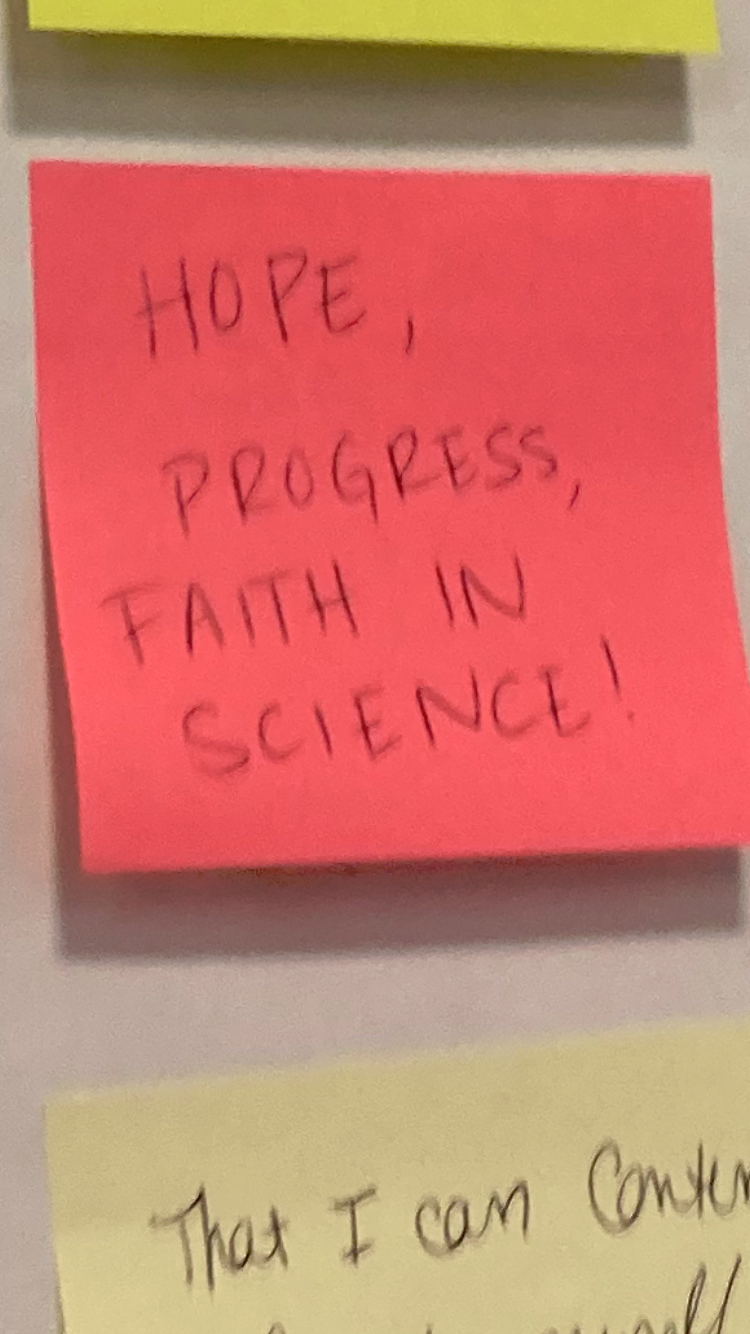 HOPE,
PROGRESS,
FAITH IN
SCIENCE!
That I can